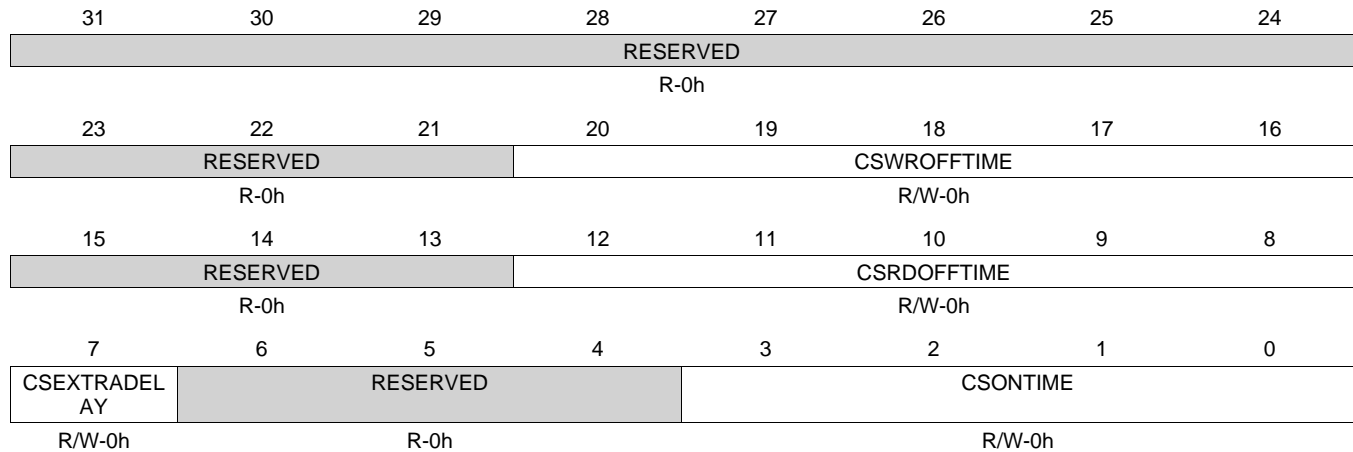 31 30 29 28 27 26 25 24
RESERVED
R-0h
23 22 21 20 19 18 17 16
RESERVED CSWROFFTIME
R-0h R/W-0h
15 14 13 12 11 10 9 8
RESERVED CSRDOFFTIME
R-0h R/W-0h
7 6 5 4 3 2 1 0
CSEXTRADEL RESERVED CSONTIME
AY
R/W-0h R-0h R/W-0h